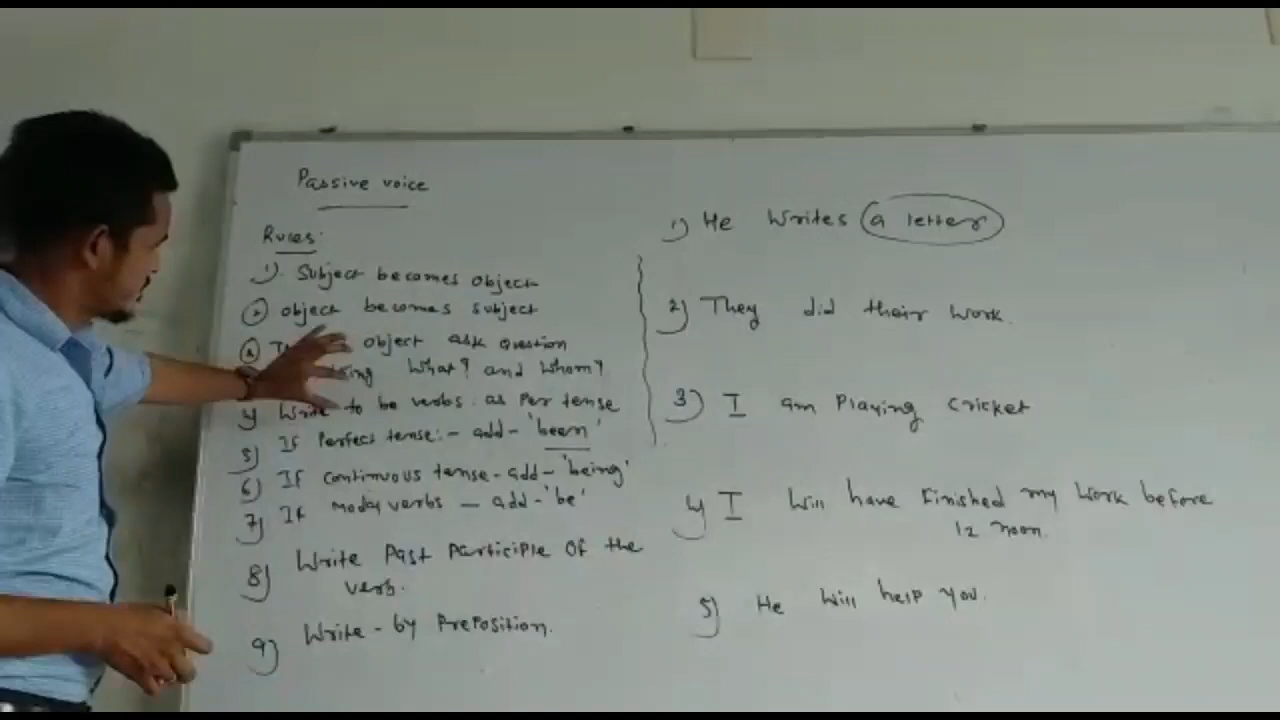 Passive voice
Rules:
1). Subject becomes object
2) object becomes subject
object ask question
What? and Whom?
4) Write to be verbs. as per tense
5) If Perfect tense:- add- 'been'
6) If continuous tense-add-'being'
7) If modal verbs - add-'be'
8) Write Past Participle of the
verb.
9) Write-by Preposition.
1) He Writes a letter
2) They did their work.
3) I am Playing cricket
4) I Will have Finished my work before
12 noon.
5) He will help you.